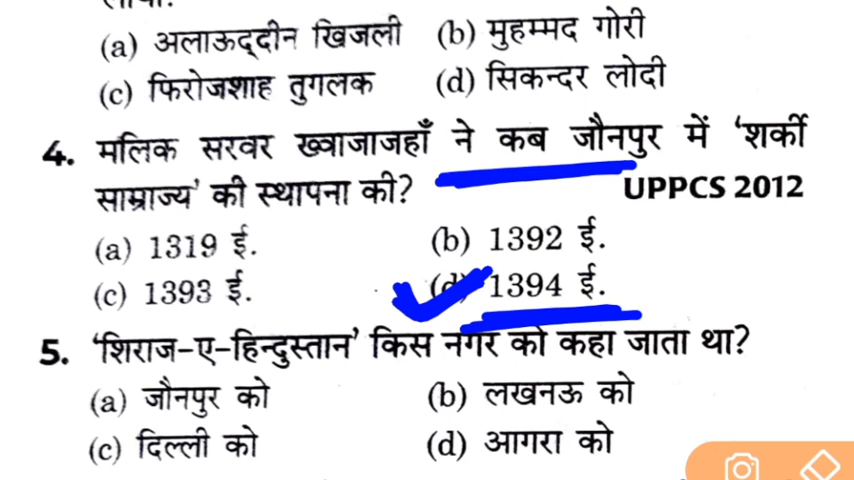 (a) अलाऊद्दीन खिजली (b) मुहम्मद गोरी
(c) फिरोजशाह तुगलक (d) सिकन्दर लोदी
4. मलिक सरवर ख्वाजाजहाँ ने कब जौनपुर में ‘शर्की
साम्राज्य’ की स्थापना की? UPPCS 2012
(a) 1319 ई. (b) 1392 ई.
(c) 1393 ई. (d) 1394 ई.
5. ‘शिराज-ए-हिन्दुस्तान’ किस नगर को कहा जाता था?
(a) जौनपुर को (b) लखनऊ को
(c) दिल्ली को (d) आगरा को